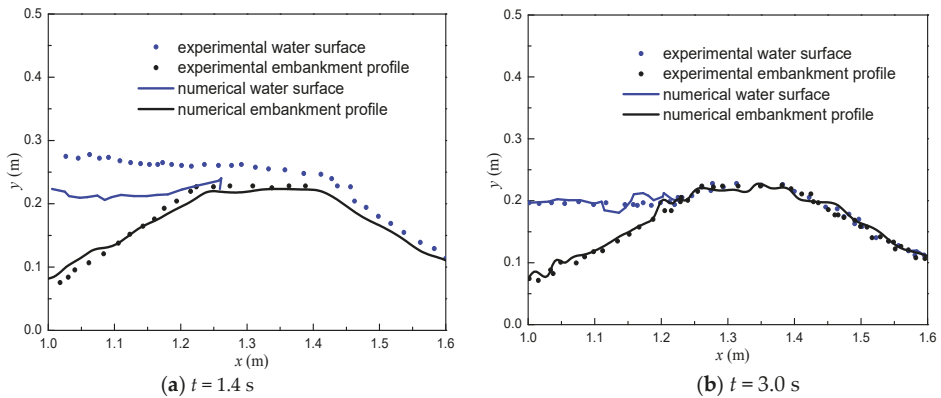 0.5
0.4
0.3
0.2
0.1
0.0
y (m)
experimental water surface
experimental embankment profile
numerical water surface
numerical embankment profile
1.0 1.1 1.2 1.3 1.4 1.5 1.6
x (m)
(a) t = 1.4 s
0.5
0.4
0.3
0.2
0.1
0.0
y (m)
experimental water surface
experimental embankment profile
numerical water surface
numerical embankment profile
1.0 1.1 1.2 1.3 1.4 1.5 1.6
x (m)
(b) t = 3.0 s